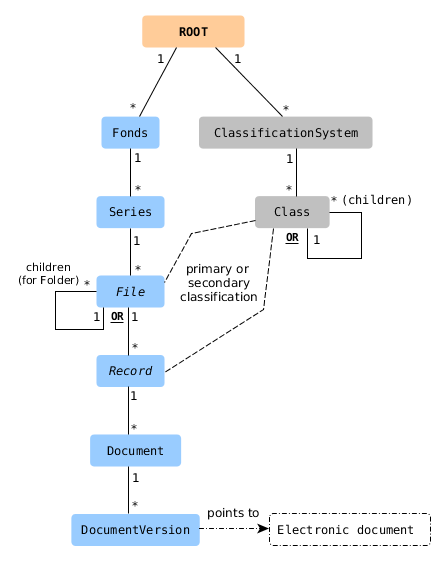 ROOT
1
1
*
*
Fonds
ClassificationSystem
1
1
*
*
Series
Class
* (children)
1
OR
1
*
primary or
secondary
classification
children
(for Folder)
*
File
1
OR
1
*
Record
1
*
Document
1
*
DocumentVersion
points to
Electronic document